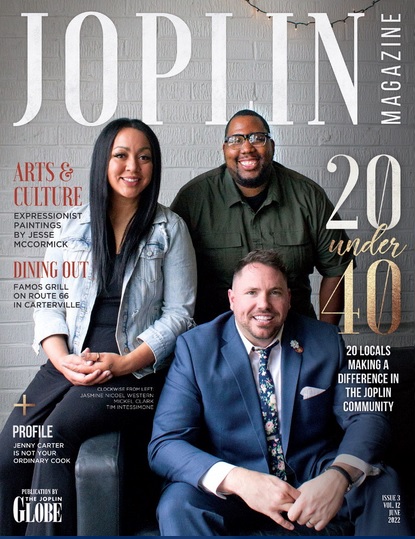 JOPLIN
MAGAZINE
ARTS &
CULTURE
EXPRESSIONIST
PAINTINGS
BY JESSE
MCCORMICK
DINING OUT
FAMOS GRILL
ON ROUTE 66
IN CARTERVILLE
20
under
40
20 LOCALS
MAKING A
DIFFERENCE IN
THE JOPLIN
COMMUNITY
CLOCKWISE FROM LEFT
JASMINE NICOEL WESTERN
MICKEL CLARK
TIM INTESSIMONE
+
PROFILE
JENNY CARTER
IS NOT YOUR
ORDINARY COOK
PUBLICATION BY
THE JOPLIN
GLOBE
ISSUE 3
VOL. 12
JUNE
2022